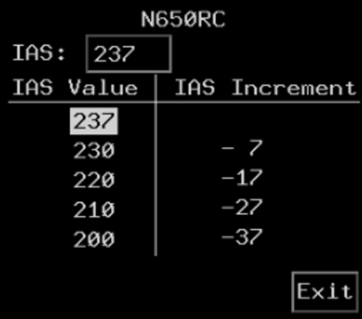 N650RC
IAS: 237
IAS Value IAS Increment
237
230 - 7
220 -17
210 -27
200 -37
Exit